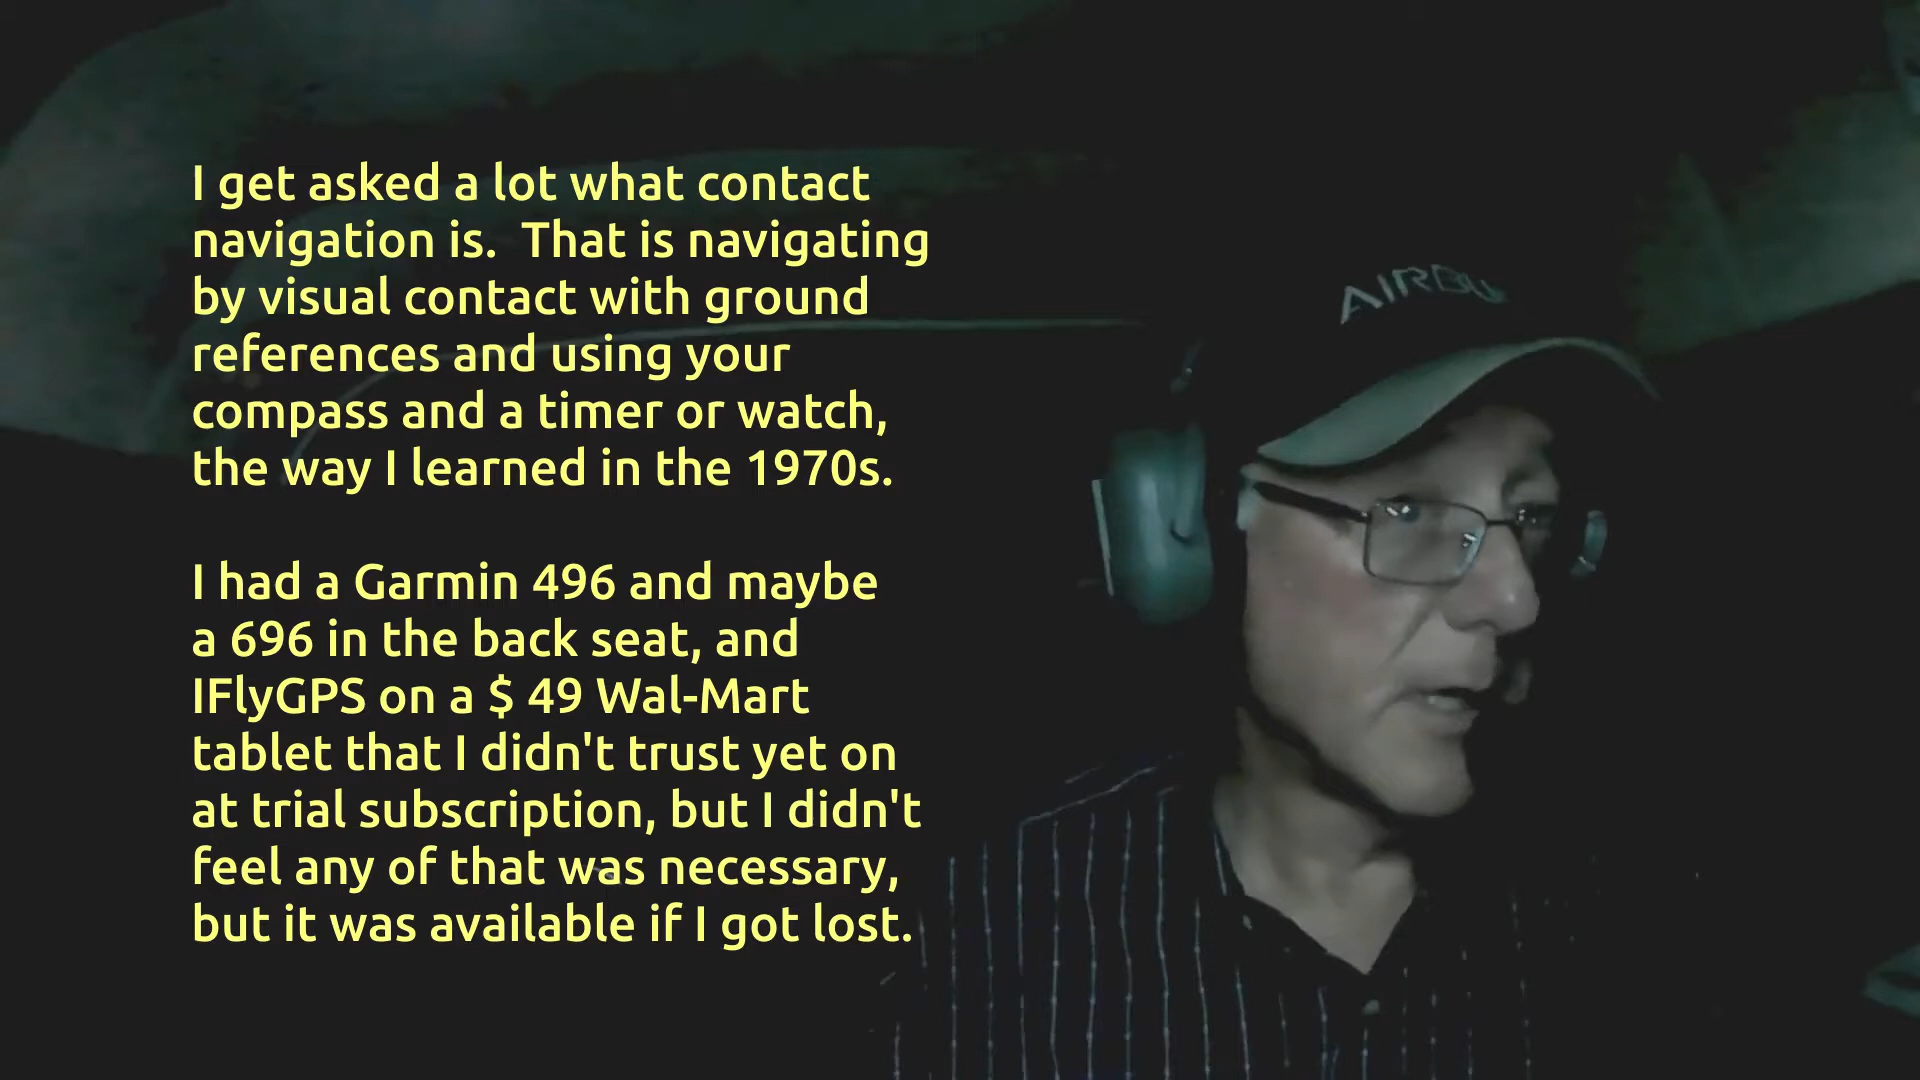 I get asked a lot what contact
navigation is.  That is navigating
by visual contact with ground
references and using your
compass and a timer or watch,
the way I learned in the 1970s.
I had a Garmin 496 and maybe
a 696 in the back seat, and
IFlyGPS on a $ 49 Wal-Mart
tablet that I didn't trust yet on
at trial subscription, but I didn't
feel any of that was necessary,
but it was available if I got lost.